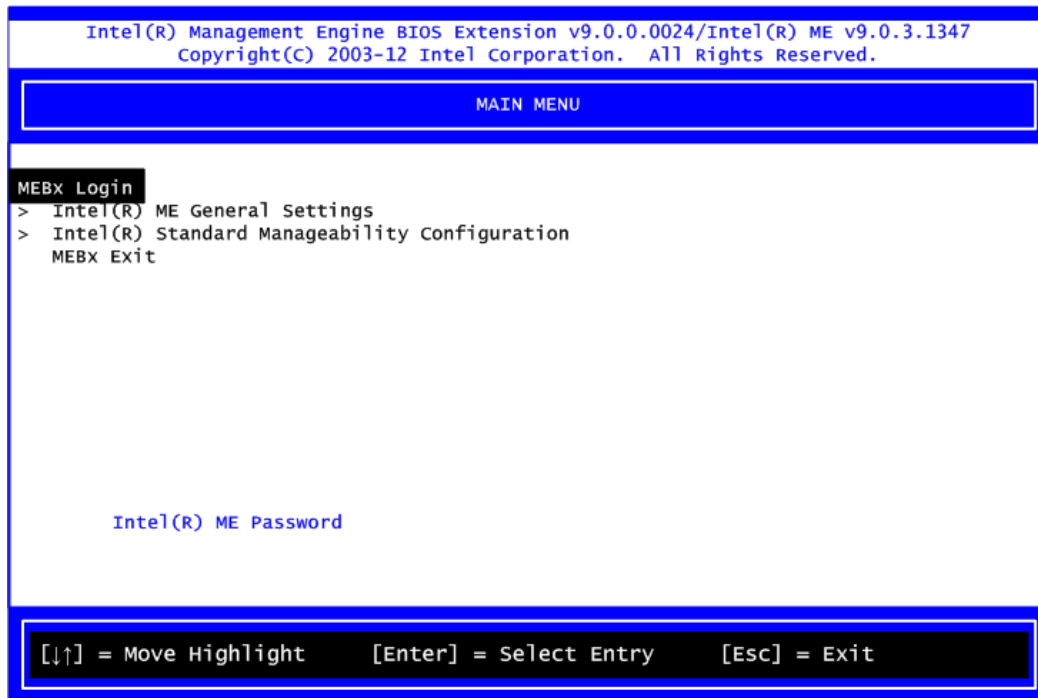 Intel(R) Management Engine BIOS Extension v9.0.0.0024/Intel(R) ME v9.0.3.1347
Copyright(C) 2003-12 Intel Corporation.  All Rights Reserved.
MAIN MENU
MEBx Login
>  Intel(R) ME General Settings
>  Intel(R) Standard Manageability Configuration
MEBx Exit
Intel(R) ME Password
[↓↑] = Move Highlight [Enter] = Select Entry [Esc] = Exit